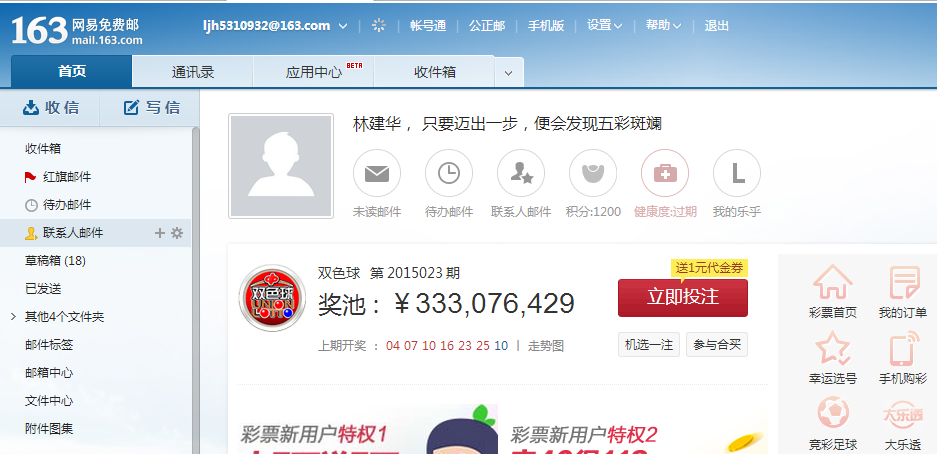 163 网易免费邮
mail.163.com
ljh5310932@163.com | | 帐号通 | 公正邮 | 手机版 | 设置 | 帮助 | 退出
首页 通讯录 应用中心 BETA 收件箱
收 信 写 信
收件箱
红旗邮件
待办邮件
联系人邮件
草稿箱 (18)
已发送
其他4个文件夹
邮件标签
邮箱中心
文件中心
附件图集
林建华， 只要迈出一步，便会发现五彩斑斓
未读邮件 待办邮件 联系人邮件 积分:1200 健康度:过期 我的乐乎
双色球
UNION
LOTTO
双色球 第 2015023 期
奖池： ￥333,076,429
上期开奖 ： 04 07 10 16 23 25 10 | 走势图
送1元代金券
立即投注
机选一注 参与合买
彩票首页 我的订单
幸运选号 手机购彩
竞彩足球 大乐透
大乐透
彩票新用户特权1
彩票新用户特权2